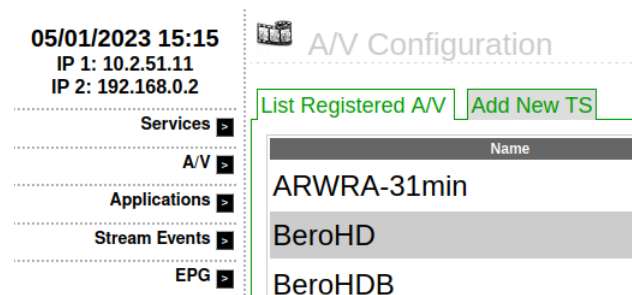 05/01/2023 15:15
IP 1: 10.2.51.11
IP 2: 192.168.0.2
Services >
A/V >
Applications >
Stream Events >
EPG >
A/V Configuration
List Registered A/V
Add New TS
Name
ARWRA-31min
BeroHD
BeroHDB